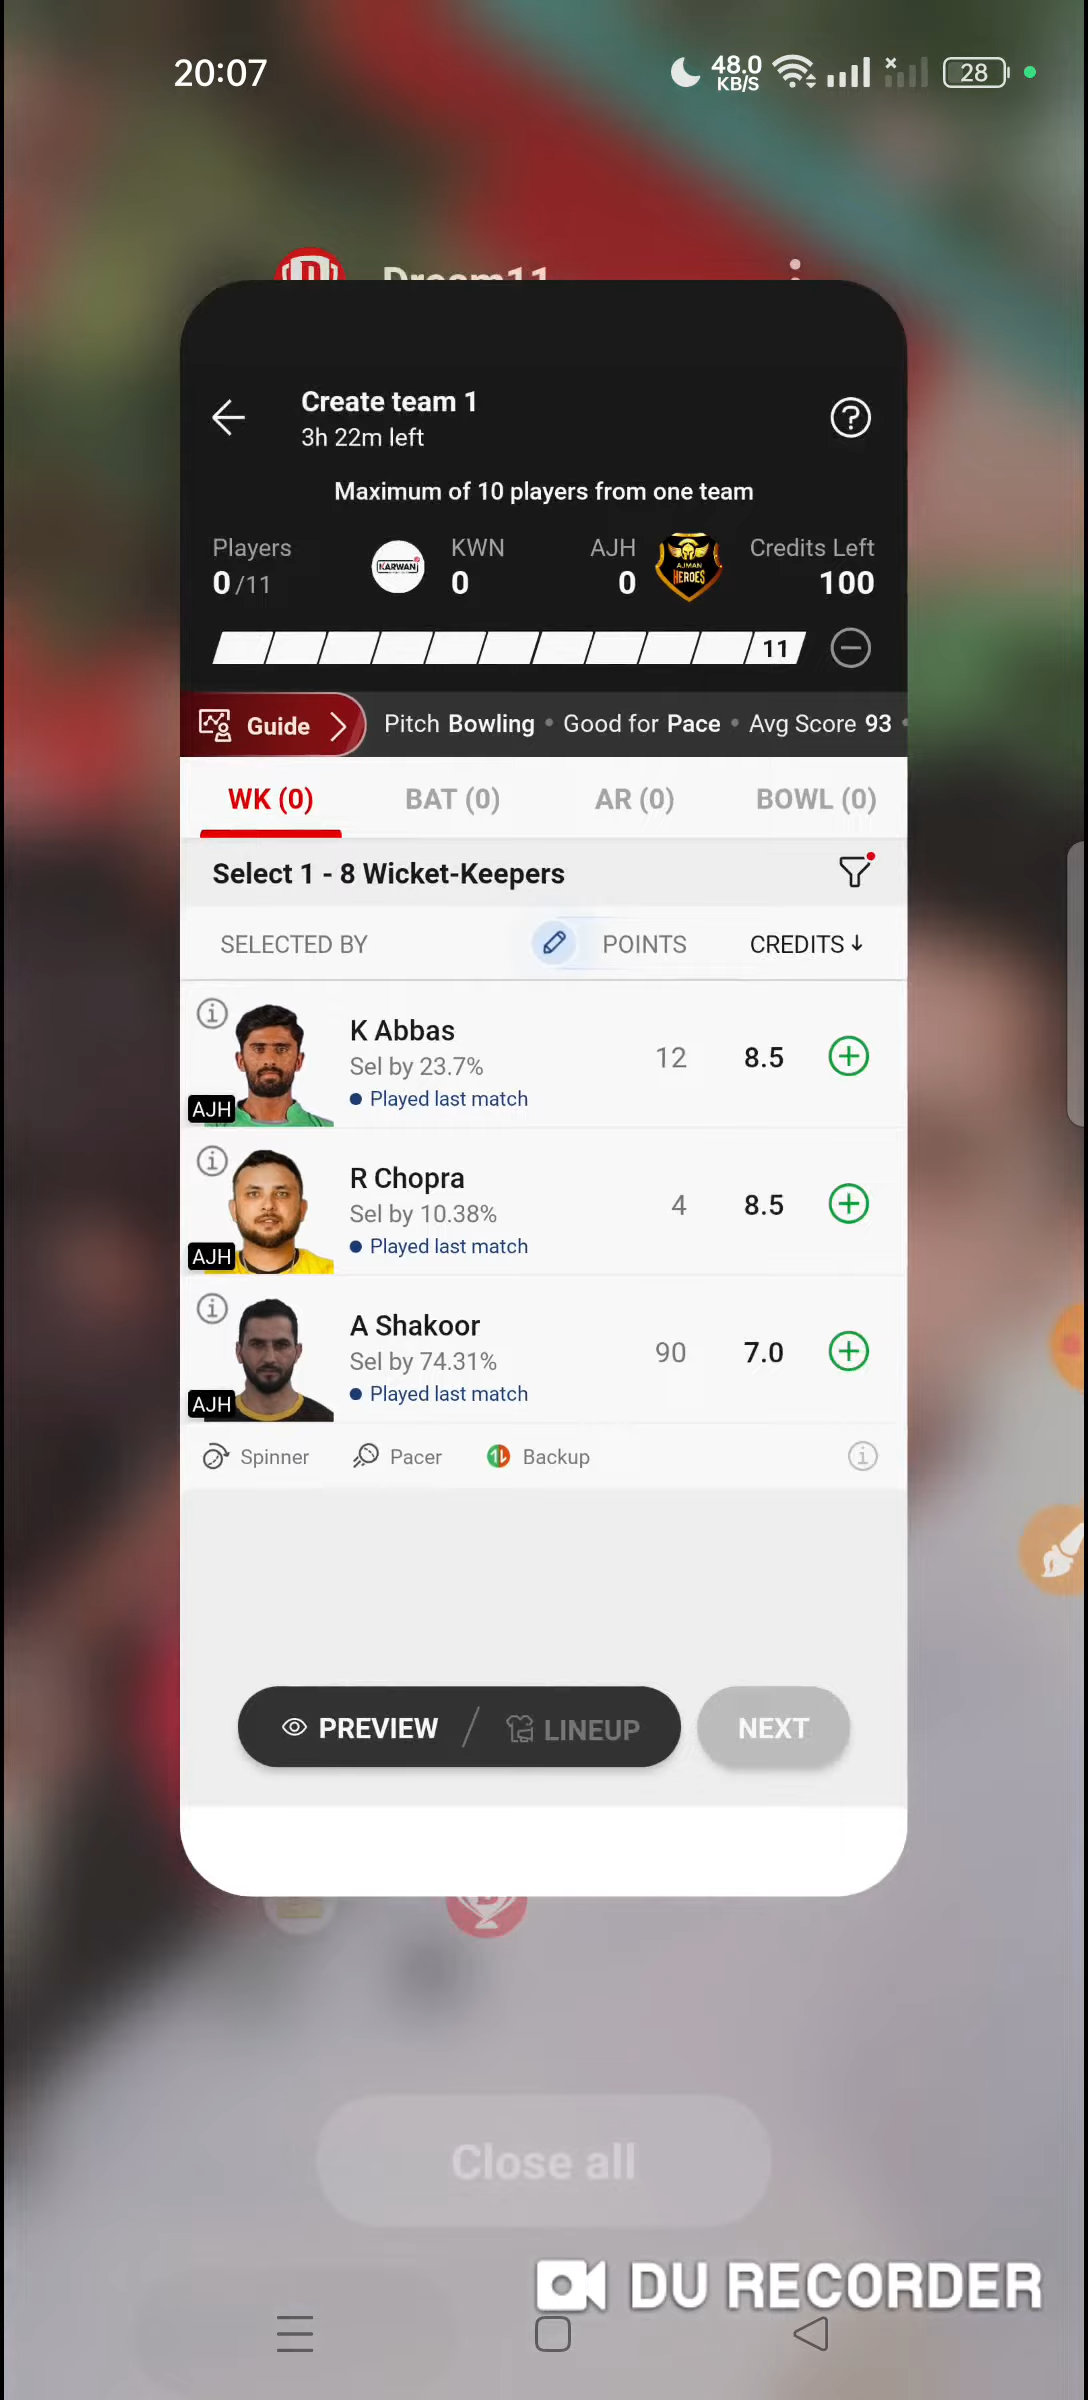 20:07
48.0
KB/S
28
Dream11
Create team 1
3h 22m left
Maximum of 10 players from one team
Players
0/11
KARWAN
KWN
0
AJH
0
AJMAN
HEROES
Credits Left
100
11
Guide
Pitch Bowling • Good for Pace • Avg Score 93
WK (0)
BAT (0)
AR (0)
BOWL (0)
Select 1 - 8 Wicket-Keepers
SELECTED BY
POINTS
CREDITS ↓
K Abbas
Sel by 23.7%
Played last match
AJH
12
8.5
R Chopra
Sel by 10.38%
Played last match
AJH
4
8.5
A Shakoor
Sel by 74.31%
Played last match
AJH
90
7.0
Spinner
Pacer
Backup
PREVIEW
LINEUP
NEXT
Close all
DU RECORDER